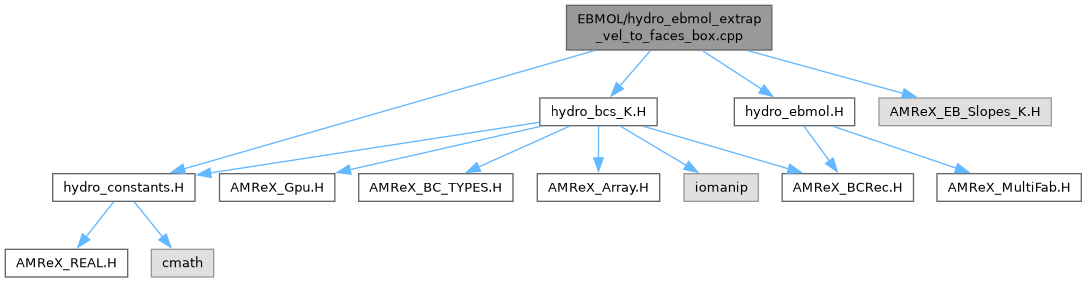 EBMOL/hydro_ebmol_extrap
_vel_to_faces_box.cpp
hydro_bcs_K.H
hydro_ebmol.H
AMReX_EB_Slopes_K.H
hydro_constants.H
AMReX_Gpu.H
AMReX_BC_TYPES.H
AMReX_Array.H
iomanip
AMReX_BCRec.H
AMReX_MultiFab.H
AMReX_REAL.H
cmath